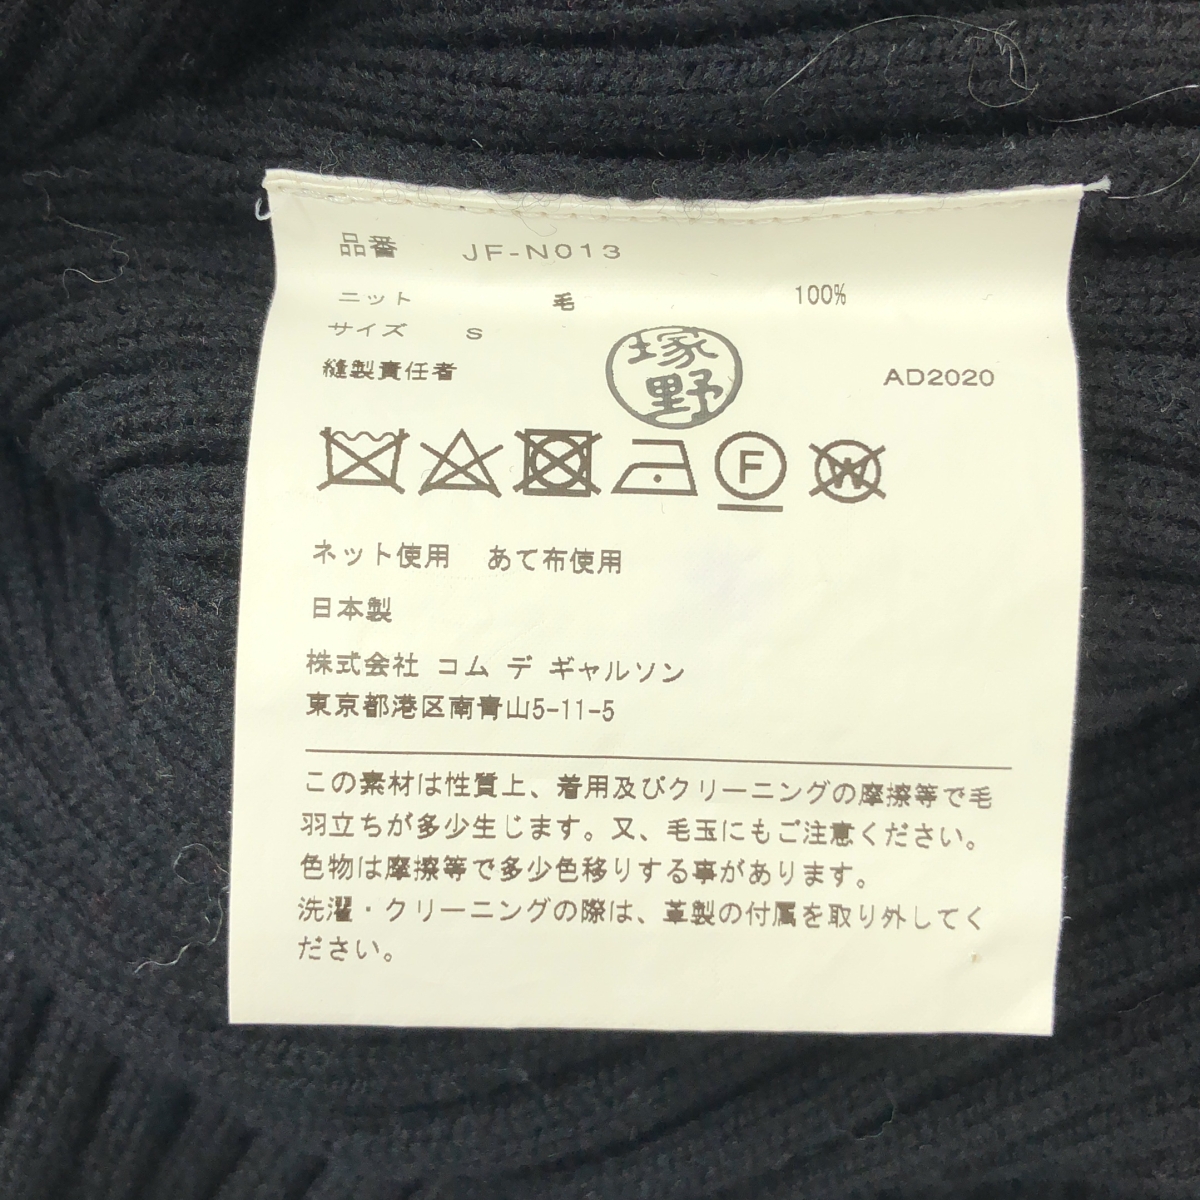 品番 JF-N013
ニット 毛 100%
サイズ S
縫製責任者 塚野 AD2020
F W
ネット使用 あて布使用
日本製
株式会社 コム デ ギャルソン
東京都港区南青山5-11-5
この素材は性質上、着用及びクリーニングの摩擦等で毛
羽立ちが多少生じます。又、毛玉にもご注意ください。
色物は摩擦等で多少色移りする事があります。
洗濯・クリーニングの際は、革製の付属を取り外してく
ださい。